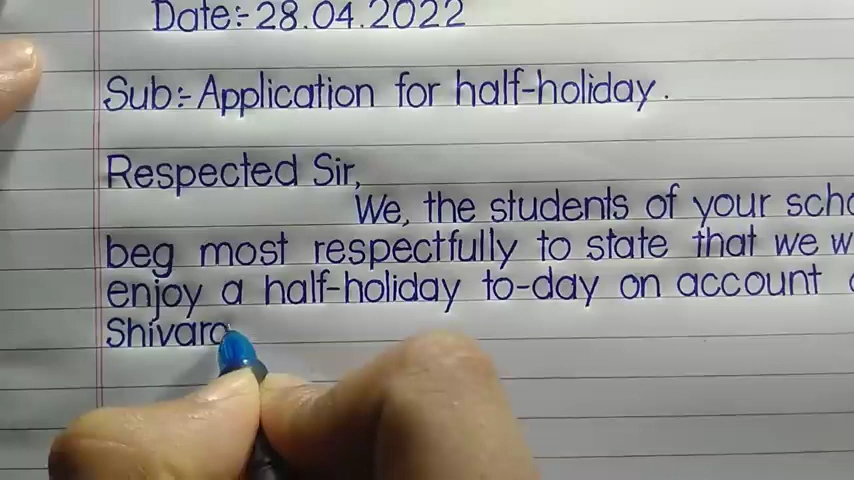 Date:- 28.04.2022
Sub:- Application for half-holiday.
Respected Sir,
We, the students of your
beg most respectfully to state that we
enjoy a half-holiday to-day on account